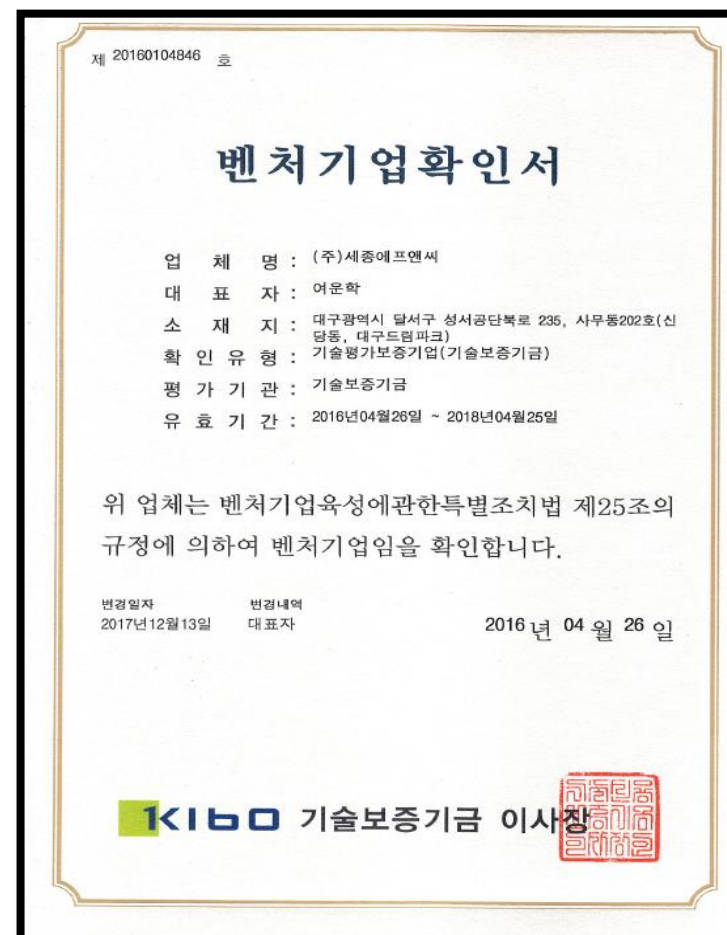 제 20160104846 호
벤처기업확인서
업 체 명 : (주)세종에프앤씨
대 표 자 : 여운학
소 재 지 : 대구광역시 달서구 성서공단북로 235, 사무동202호(신
당동, 대구드림파크)
확 인 유 형 : 기술평가보증기업(기술보증기금)
평 가 기 관 : 기술보증기금
유 효 기 간 : 2016년04월26일 ~ 2018년04월25일
위 업체는 벤처기업육성에관한특별조치법 제25조의
규정에 의하여 벤처기업임을 확인합니다.
변경일자 변경내역
2017년12월13일 대표자
2016 년 04 월 26 일
KIBO 기술보증기금 이사장